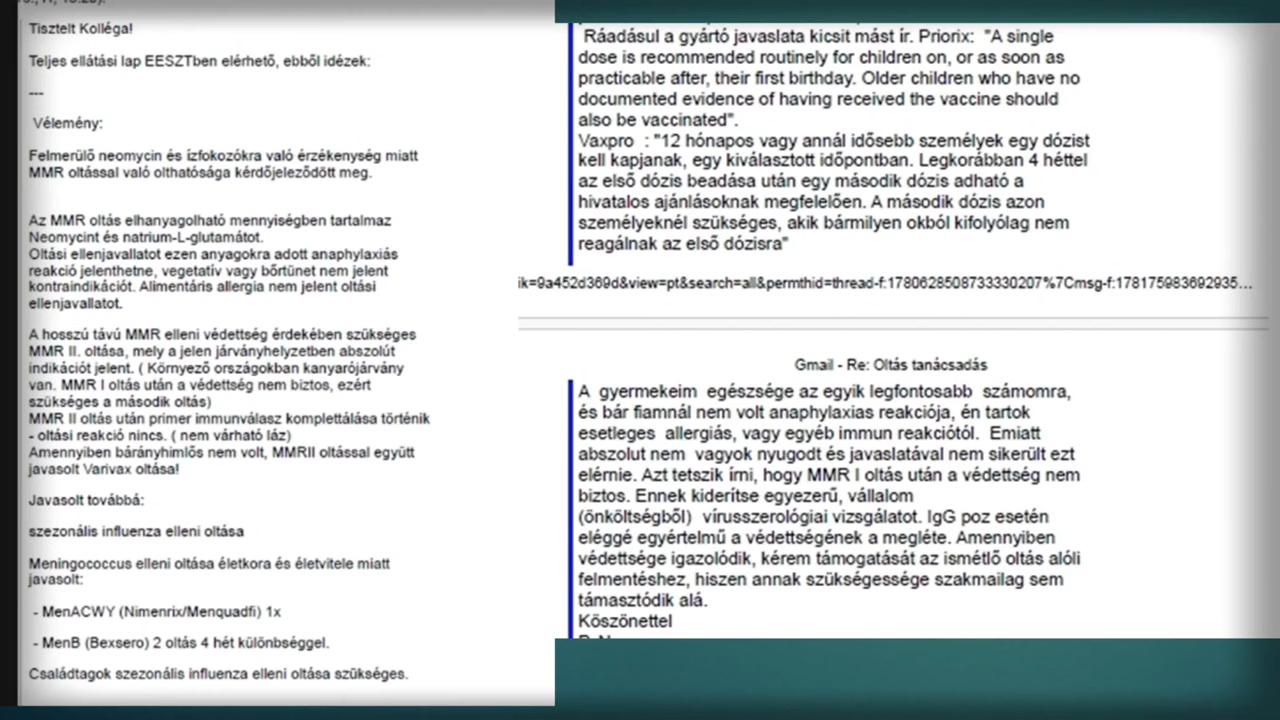 Tisztelt Kolléga!
Teljes ellátási lap EESZTben elérhető, ebből idézek:
---
Vélemény:
Felmerülő neomycin és ízfokozókra való érzékenység miatt
MMR oltással való olthatósága kérdőjeleződött meg.
Az MMR oltás elhanyagolható mennyiségben tartalmaz
Neomycint és natrium-L-glutamátot.
Oltási ellenjavallatot ezen anyagokra adott anaphylaxiás
reakció jelenthetne, vegetatív vagy bőrtünet nem jelent
kontraindikációt. Alimentáris allergia nem jelent oltási
ellenjavallatot.
A hosszú távú MMR elleni védettség érdekében szükséges
MMR II. oltása, mely a jelen járványhelyzetben abszolút
indikációt jelent. ( Környező országokban kanyarójárvány
van. MMR I oltás után a védettség nem biztos, ezért
szükséges a második oltás)
MMR II oltás után primer immunválasz komplettálása történik
- oltási reakció nincs. ( nem várható láz)
Amennyiben bárányhimlős nem volt, MMRII oltással együtt
javasolt Varivax oltása!
Javasolt továbbá:
szezonális influenza elleni oltása
Meningococcus elleni oltása életkora és életvitele miatt
javasolt:
- MenACWY (Nimenrix/Menquadfi) 1x
- MenB (Bexsero) 2 oltás 4 hét különbséggel.
Családtagok szezonális influenza elleni oltása szükséges.
Ráadásul a gyártó javaslata kicsit mást ír. Priorix: "A single
dose is recommended routinely for children on, or as soon as
practicable after, their first birthday. Older children who have no
documented evidence of having received the vaccine should
also be vaccinated".
Vaxpro : "12 hónapos vagy annál idősebb személyek egy dózist
kell kapjanak, egy kiválasztott időpontban. Legkorábban 4 héttel
az első dózis beadása után egy második dózis adható a
hivatalos ajánlásoknak megfelelően. A második dózis azon
személyeknél szükséges, akik bármilyen okból kifolyólag nem
reagálnak az első dózisra"
ik=9a452d369d&view=pt&search=all&permthid=thread-f:1780628508733330207%7Cmsg-f:178175983692935...
Gmail - Re: Oltás tanácsadás
A gyermekeim egészsége az egyik legfontosabb számomra,
és bár fiamnál nem volt anaphylaxias reakciója, én tartok
esetleges allergiás, vagy egyéb immun reakciótól. Emiatt
abszolut nem vagyok nyugodt és javaslatával nem sikerült ezt
elérnie. Azt tetszik írni, hogy MMR I oltás után a védettség nem
biztos. Ennek kiderítse egyezerű, vállalom
(önköltségből) vírusszerológiai vizsgálatot. IgG poz esetén
eléggé egyértelmű a védettségének a megléte. Amennyiben
védettsége igazolódik, kérem támogatását az ismétlő oltás alóli
felmentéshez, hiszen annak szükségessége szakmailag sem
támasztódik alá.
Köszönettel